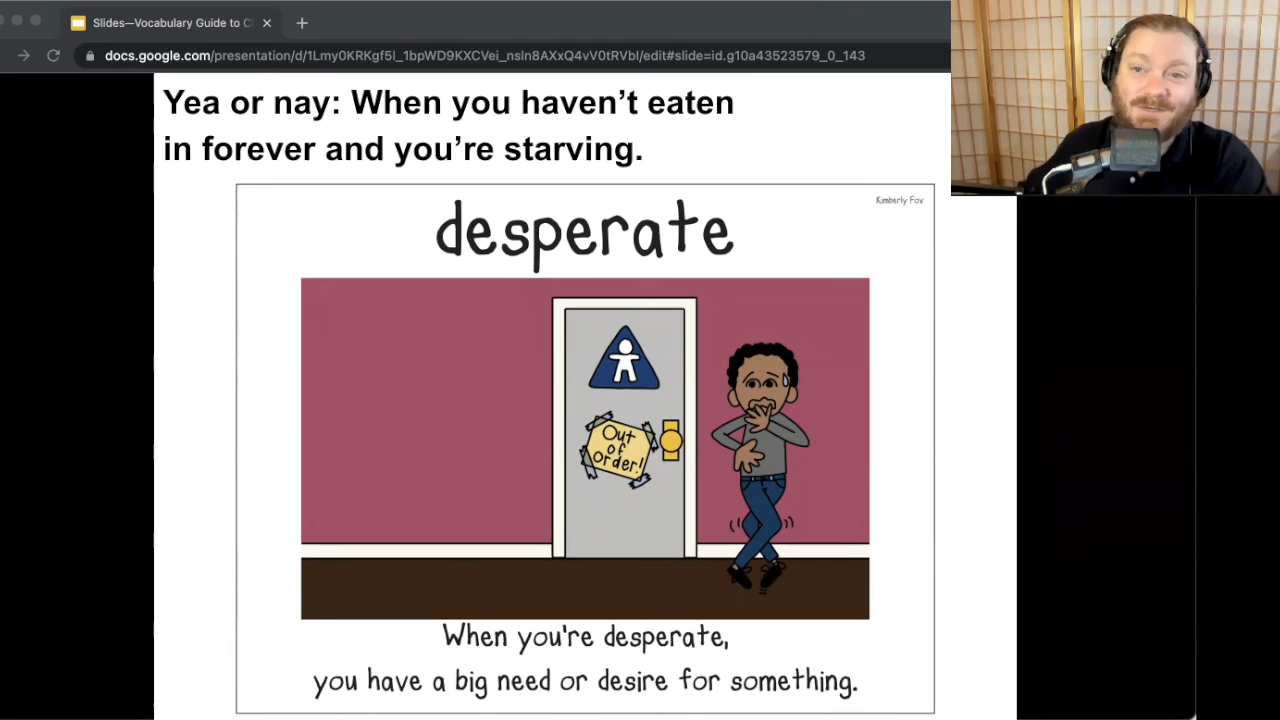 Slides—Vocabulary Guide to C
docs.google.com/presentation/d/1Lmy0KRKgf5I_1bpWD9KXCVei_nsIn8AXxQ4vV0tRVbI/edit#slide=id.g10a43523579_0_143
Yea or nay: When you haven’t eaten
in forever and you’re starving.
Kimberly Fox
desperate
Out
of
order!
When you're desperate,
you have a big need or desire for something.